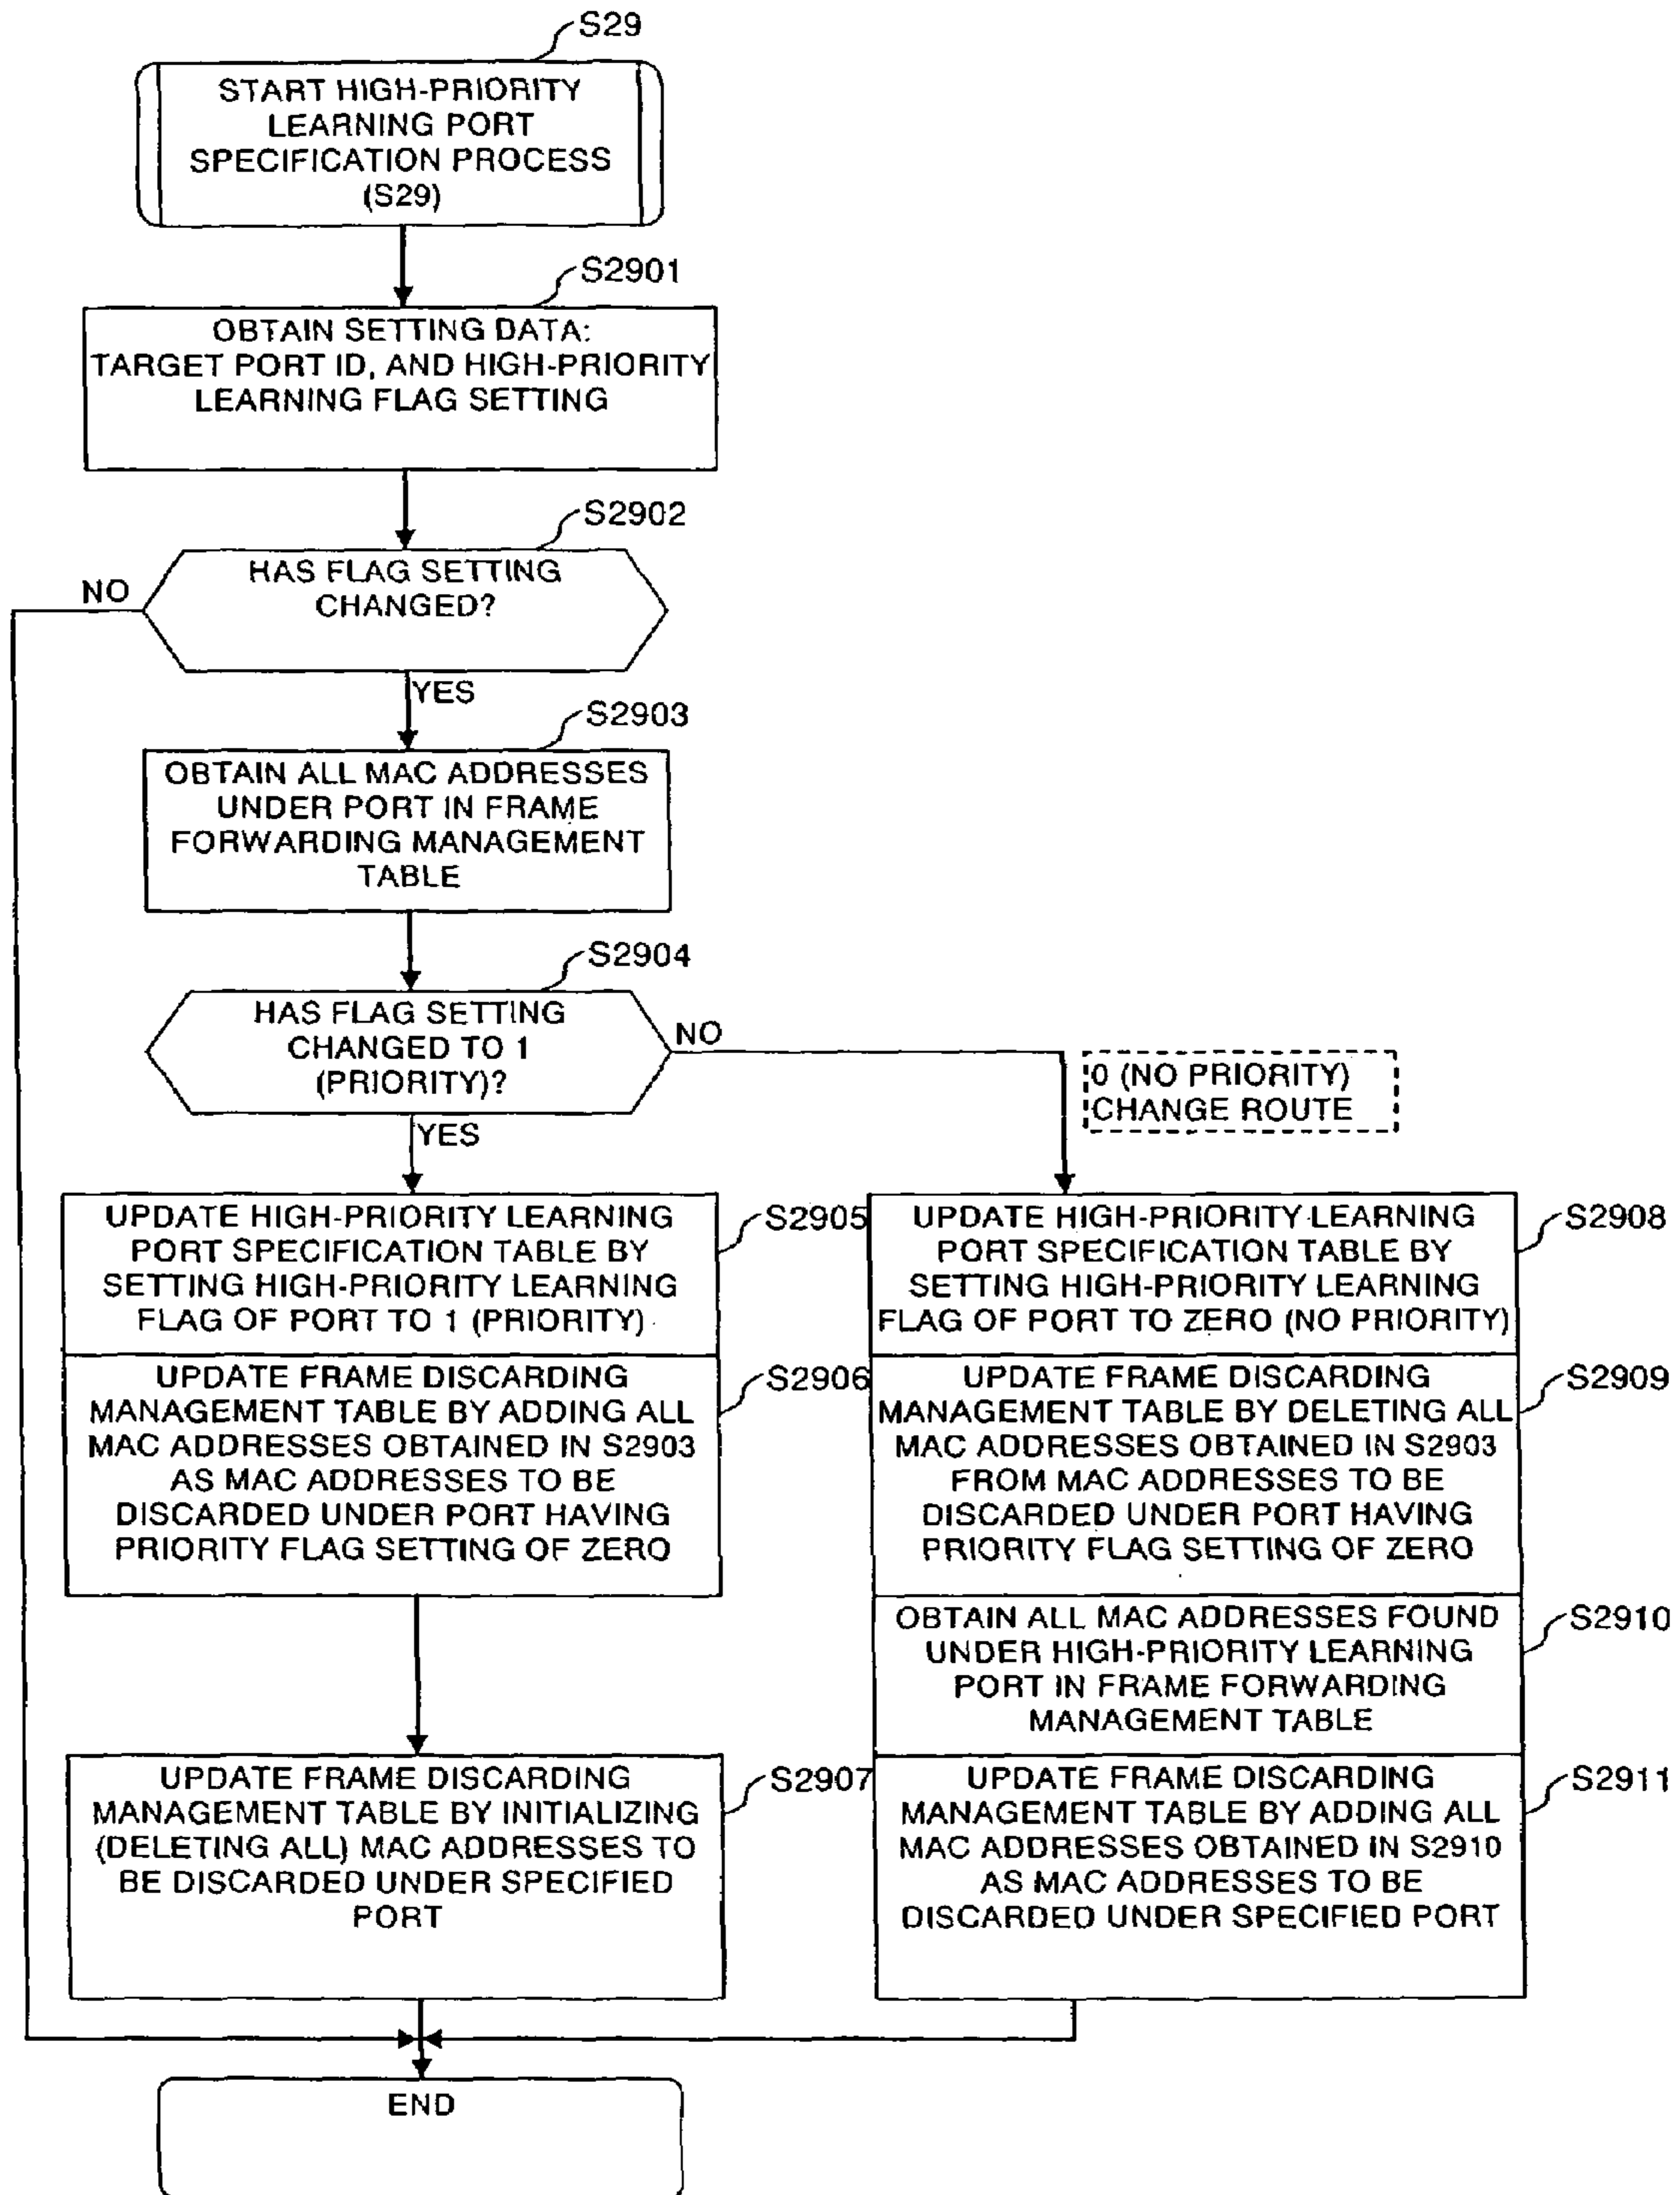 S29
START HIGH-PRIORITY
LEARNING PORT
SPECIFICATION PROCESS
(S29)
S2901
OBTAIN SETTING DATA:
TARGET PORT ID, AND HIGH-PRIORITY
LEARNING FLAG SETTING
S2902
HAS FLAG SETTING
CHANGED?
NO
YES
S2903
OBTAIN ALL MAC ADDRESSES
UNDER PORT IN FRAME
FORWARDING MANAGEMENT
TABLE
S2904
HAS FLAG SETTING
CHANGED TO 1
(PRIORITY)?
NO
0 (NO PRIORITY)
CHANGE ROUTE
YES
UPDATE HIGH-PRIORITY LEARNING
PORT SPECIFICATION TABLE BY
SETTING HIGH-PRIORITY LEARNING
FLAG OF PORT TO 1 (PRIORITY)
S2905
UPDATE FRAME DISCARDING
MANAGEMENT TABLE BY ADDING ALL
MAC ADDRESSES OBTAINED IN S2903
AS MAC ADDRESSES TO BE
DISCARDED UNDER PORT HAVING
PRIORITY FLAG SETTING OF ZERO
S2906
UPDATE FRAME DISCARDING
MANAGEMENT TABLE BY INITIALIZING
(DELETING ALL) MAC ADDRESSES TO
BE DISCARDED UNDER SPECIFIED
PORT
S2907
UPDATE HIGH-PRIORITY LEARNING
PORT SPECIFICATION TABLE BY
SETTING HIGH-PRIORITY LEARNING
FLAG OF PORT TO ZERO (NO PRIORITY)
S2908
UPDATE FRAME DISCARDING
MANAGEMENT TABLE BY DELETING ALL
MAC ADDRESSES OBTAINED IN S2903
FROM MAC ADDRESSES TO BE
DISCARDED UNDER PORT HAVING
PRIORITY FLAG SETTING OF ZERO
S2909
OBTAIN ALL MAC ADDRESSES FOUND
UNDER HIGH-PRIORITY LEARNING
PORT IN FRAME FORWARDING
MANAGEMENT TABLE
S2910
UPDATE FRAME DISCARDING
MANAGEMENT TABLE BY ADDING ALL
MAC ADDRESSES OBTAINED IN S2910
AS MAC ADDRESSES TO BE
DISCARDED UNDER SPECIFIED PORT
S2911
END